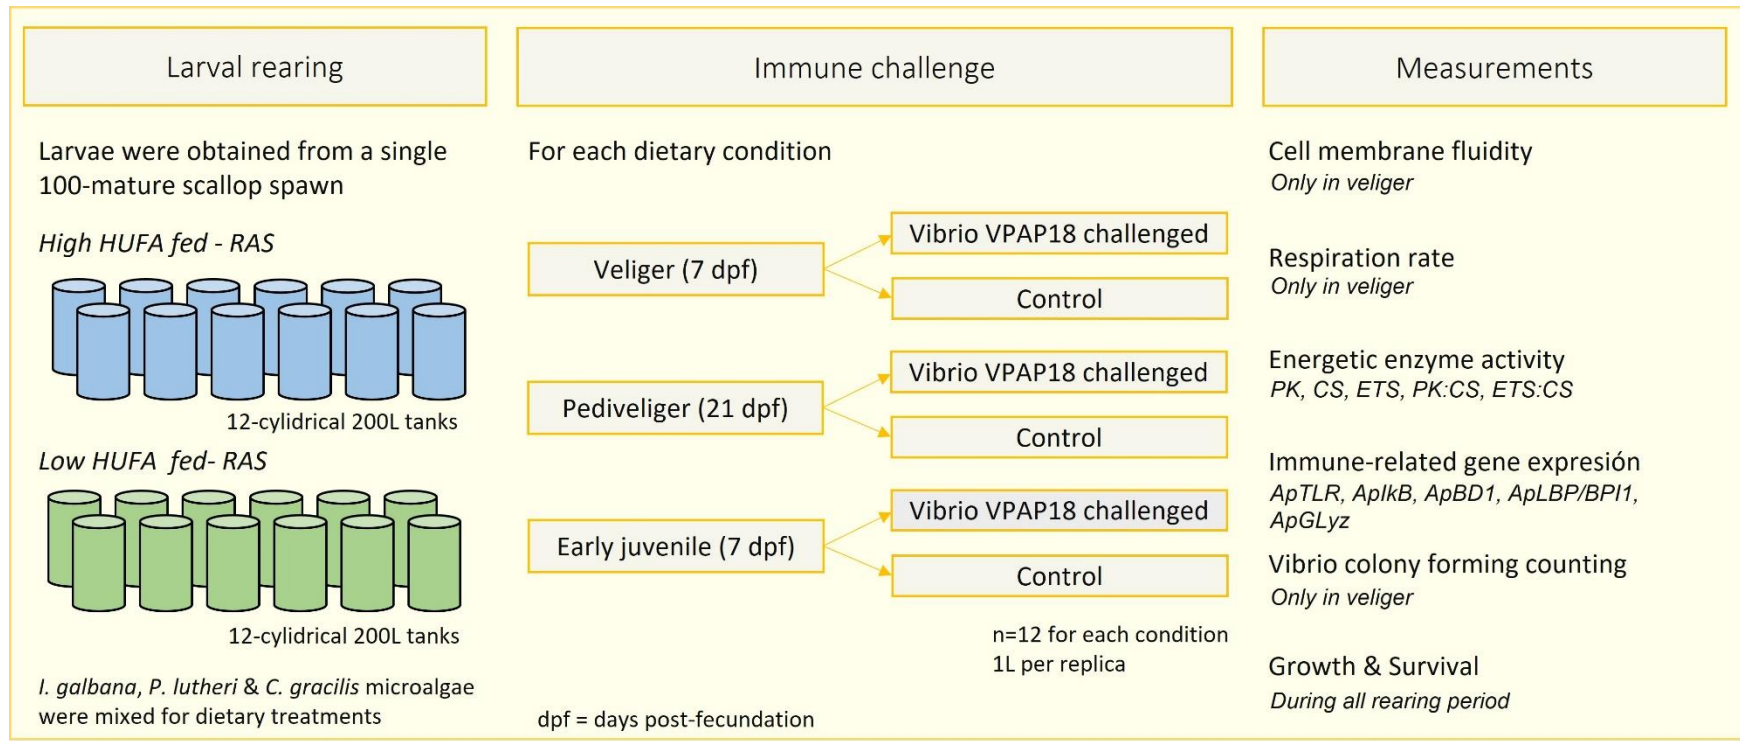 Larval rearing
Larvae were obtained from a single
100-mature scallop spawn
High HUFA fed - RAS
12-cylidrical 200L tanks
Low HUFA fed- RAS
12-cylidrical 200L tanks
I. galbana, P. lutheri & C. gracilis microalgae
were mixed for dietary treatments
Immune challenge
For each dietary condition
Veliger (7 dpf)
Vibrio VPAP18 challenged
Control
Pediveliger (21 dpf)
Vibrio VPAP18 challenged
Control
Early juvenile (7 dpf)
Vibrio VPAP18 challenged
Control
n=12 for each condition
1L per replica
dpf = days post-fecundation
Measurements
Cell membrane fluidity
Only in veliger
Respiration rate
Only in veliger
Energetic enzyme activity
PK, CS, ETS, PK:CS, ETS:CS
Immune-related gene expresión
ApTLR, ApIkB, ApBD1, ApLBP/BPI1,
ApGLyz
Vibrio colony forming counting
Only in veliger
Growth & Survival
During all rearing period